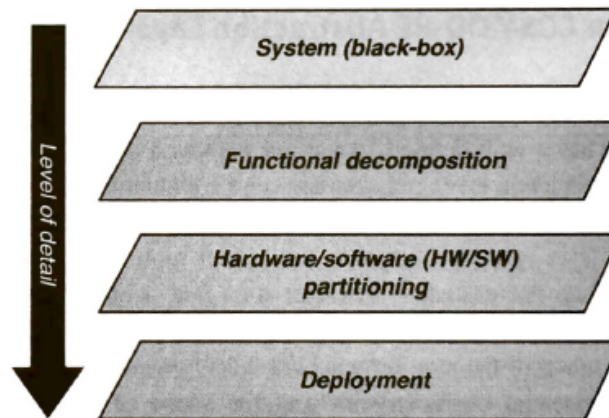 System (black-box)
Functional decomposition
Hardware/software (HW/SW)
partitioning
Deployment
Level of detail